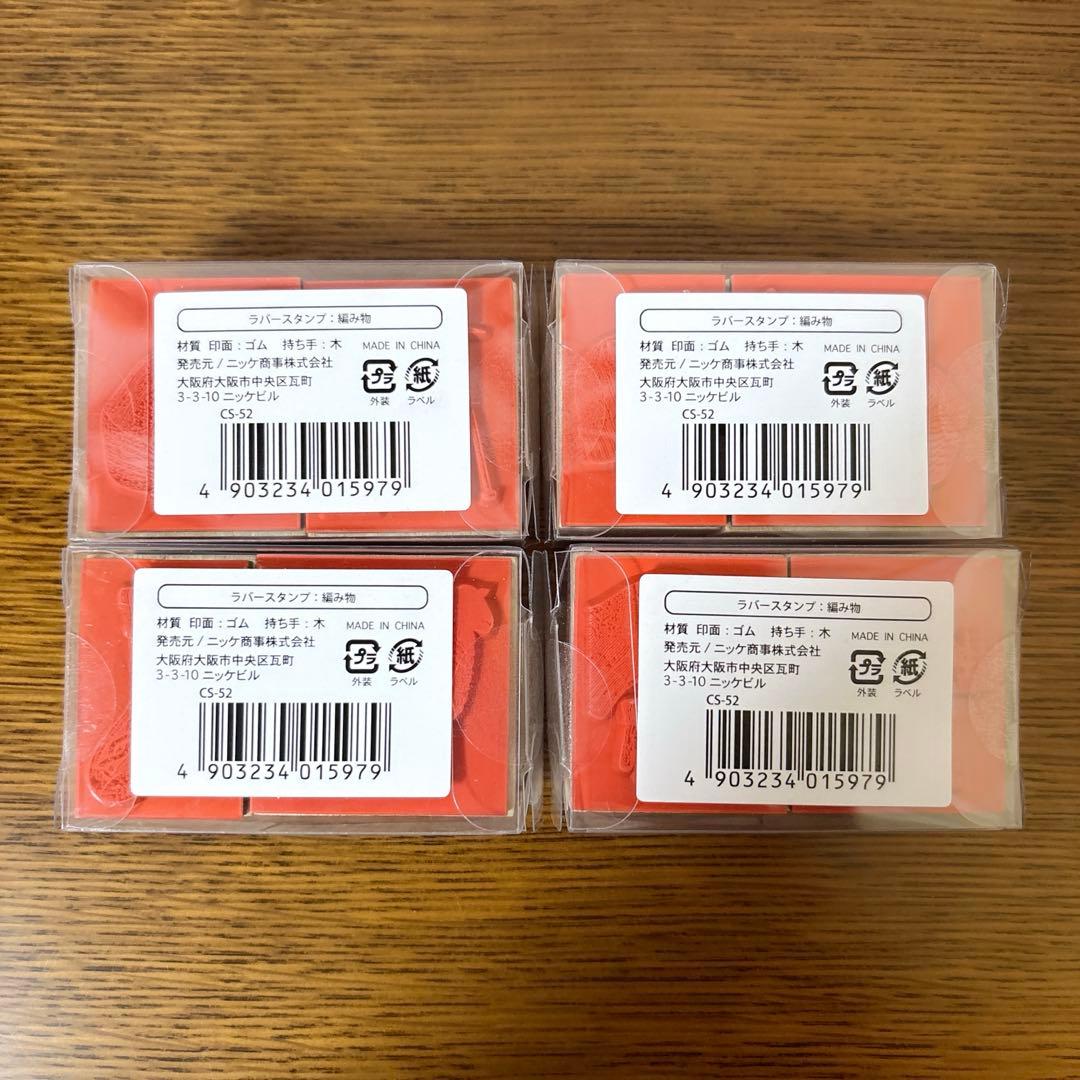 ラバースタンプ：編み物
材質 印面：ゴム 持ち手：木 MADE IN CHINA
発売元 / ニッケ商事株式会社
大阪府大阪市中央区瓦町
3-3-10 ニッケビル
プラ 紙
外装 ラベル
CS-52
4 903234 015979
ラバースタンプ：編み物
材質 印面：ゴム 持ち手：木 MADE IN CHINA
発売元 / ニッケ商事株式会社
大阪府大阪市中央区瓦町
3-3-10 ニッケビル
プラ 紙
外装 ラベル
CS-52
4 903234 015979
ラバースタンプ：編み物
材質 印面：ゴム 持ち手：木 MADE IN CHINA
発売元 / ニッケ商事株式会社
大阪府大阪市中央区瓦町
3-3-10 ニッケビル
プラ 紙
外装 ラベル
CS-52
4 903234 015979
ラバースタンプ：編み物
材質 印面：ゴム 持ち手：木 MADE IN CHINA
発売元 / ニッケ商事株式会社
大阪府大阪市中央区瓦町
3-3-10 ニッケビル
プラ 紙
外装 ラベル
CS-52
4 903234 015979